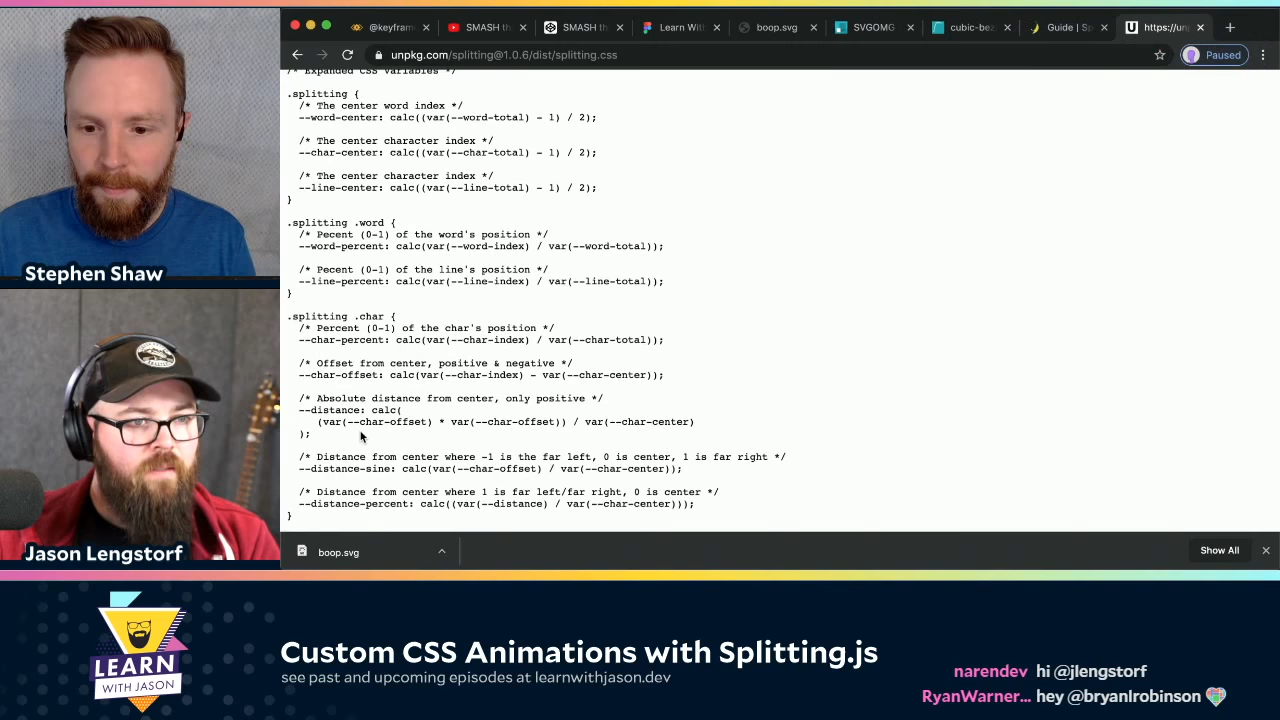 @keyfram
SMASH th
SMASH th
Learn With
boop.svg
SVGOMG
cubic-bez
Guide | Sp
https://un
unpkg.com/splitting@1.0.6/dist/splitting.css
Paused
/* Expanded CSS Variables */
.splitting {
/* The center word index */
--word-center: calc((var(--word-total) - 1) / 2);
/* The center character index */
--char-center: calc((var(--char-total) - 1) / 2);
/* The center character index */
--line-center: calc((var(--line-total) - 1) / 2);
}
.splitting .word {
/* Pecent (0-1) of the word's position */
--word-percent: calc(var(--word-index) / var(--word-total));
/* Pecent (0-1) of the line's position */
--line-percent: calc(var(--line-index) / var(--line-total));
}
.splitting .char {
/* Percent (0-1) of the char's position */
--char-percent: calc(var(--char-index) / var(--char-total));
/* Offset from center, positive & negative */
--char-offset: calc(var(--char-index) - var(--char-center));
/* Absolute distance from center, only positive */
--distance: calc(
(var(--char-offset) * var(--char-offset)) / var(--char-center)
);
/* Distance from center where -1 is the far left, 0 is center, 1 is far right */
--distance-sine: calc(var(--char-offset) / var(--char-center));
/* Distance from center where 1 is far left/far right, 0 is center */
--distance-percent: calc((var(--distance) / var(--char-center)));
}
boop.svg
Show All
Stephen Shaw
Jason Lengstorf
LEARN
WITH JASON
Custom CSS Animations with Splitting.js
see past and upcoming episodes at learnwithjason.dev
narendev hi @jlengstorf
RyanWarner... hey @bryanlrobinson